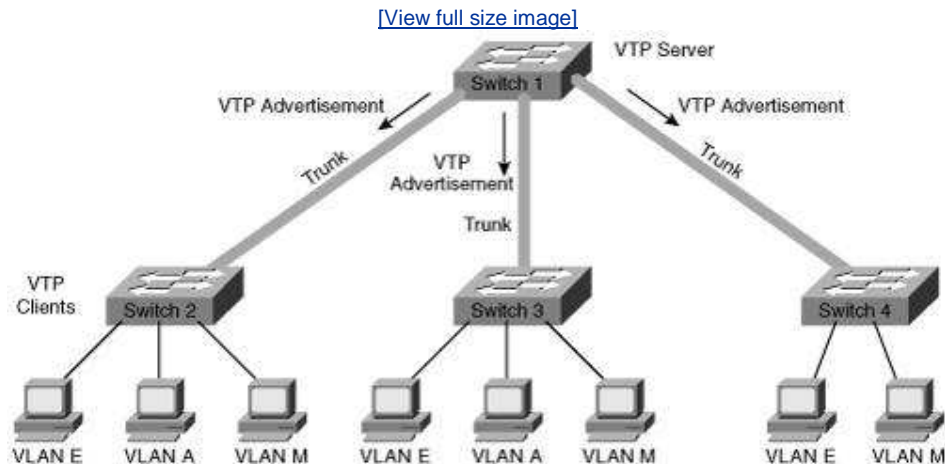 [View full size image]
VTP Server
Switch 1
VTP Advertisement
VTP Advertisement
Trunk
VTP
Advertisement
Trunk
Trunk
VTP
Clients
Switch 2
Switch 3
Switch 4
VLAN E
VLAN A
VLAN M
VLAN E
VLAN A
VLAN M
VLAN E
VLAN M